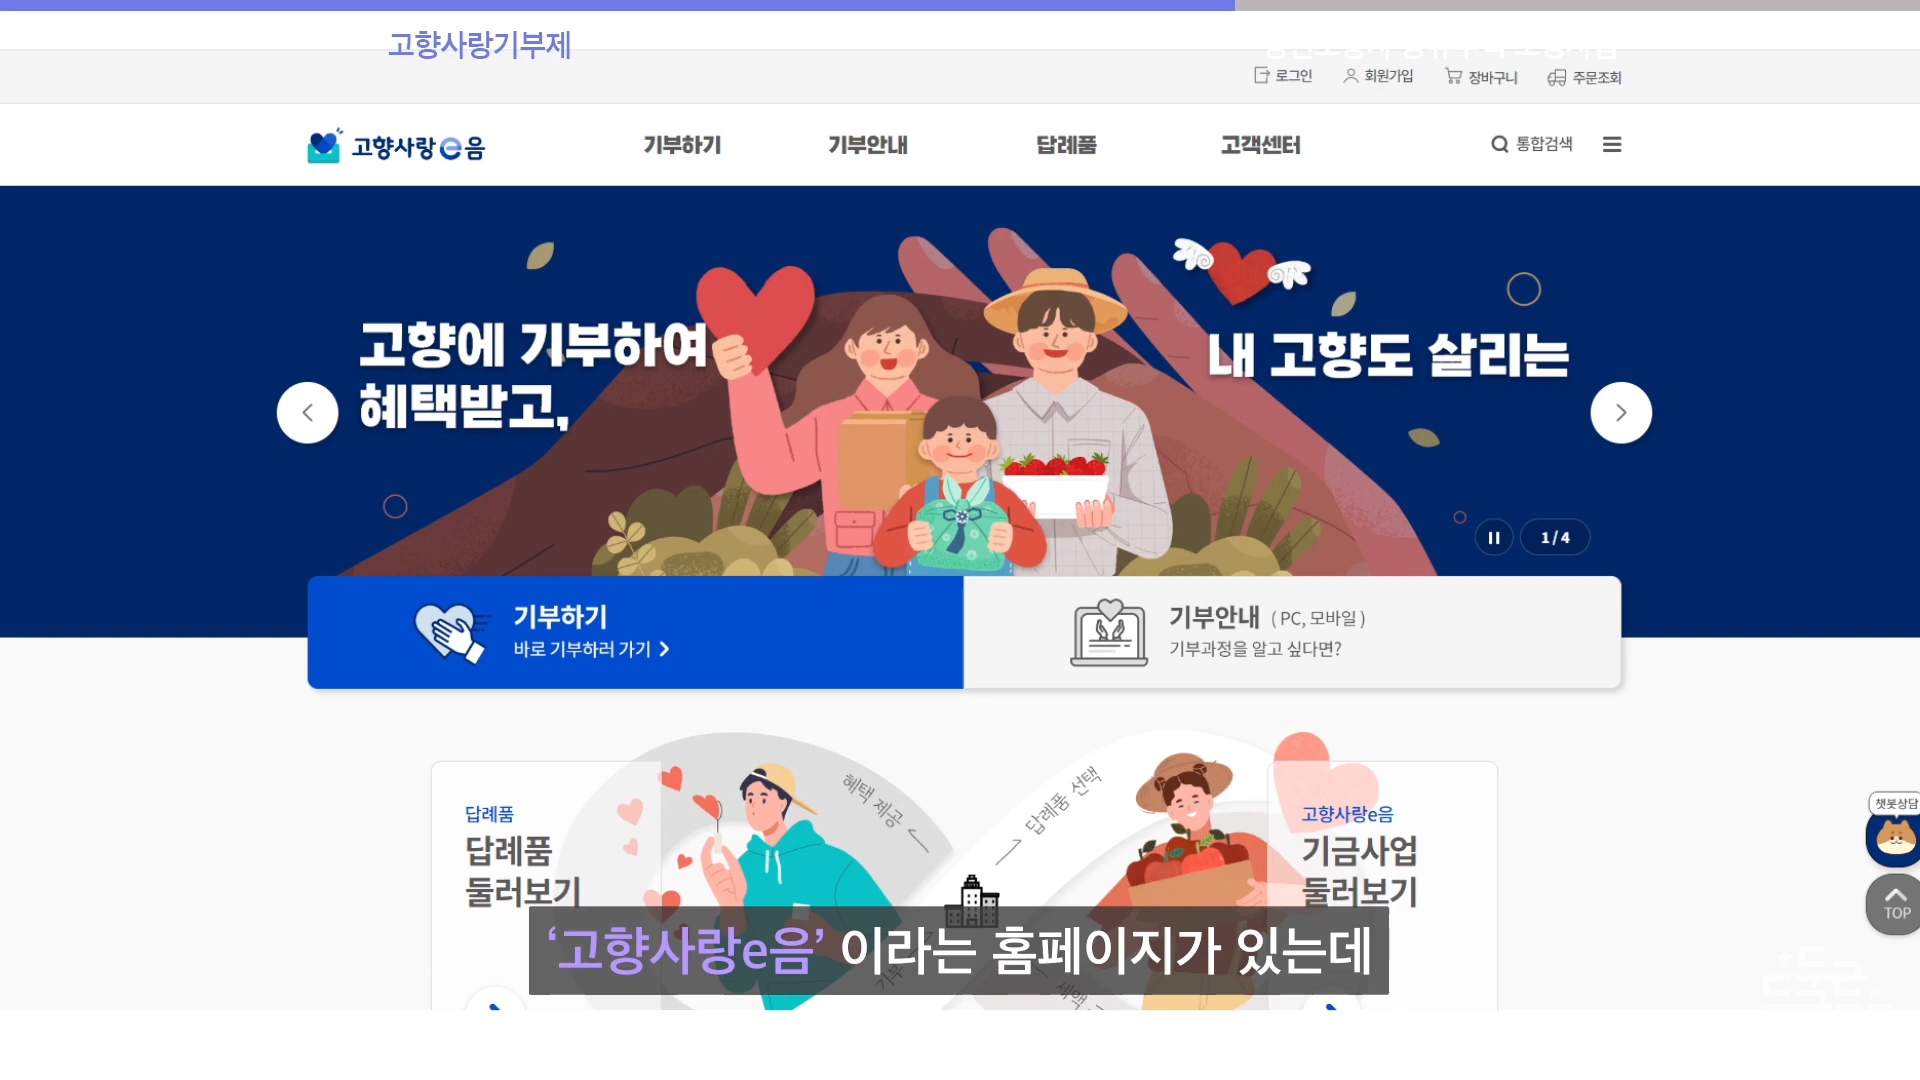 고향사랑기부제
로그인
회원가입
장바구니
주문조회
고향사랑e음
기부하기
기부안내
답례품
고객센터
통합검색
고향에 기부하여
혜택받고,
내 고향도 살리는
1/4
기부하기
바로 기부하러 가기
기부안내 ( PC, 모바일 )
기부과정을 알고 싶다면?
혜택 제공
답례품 선택
답례품
답례품
둘러보기
고향사랑e음
기금사업
둘러보기
챗봇상담
TOP
‘고향사랑e음’ 이라는 홈페이지가 있는데